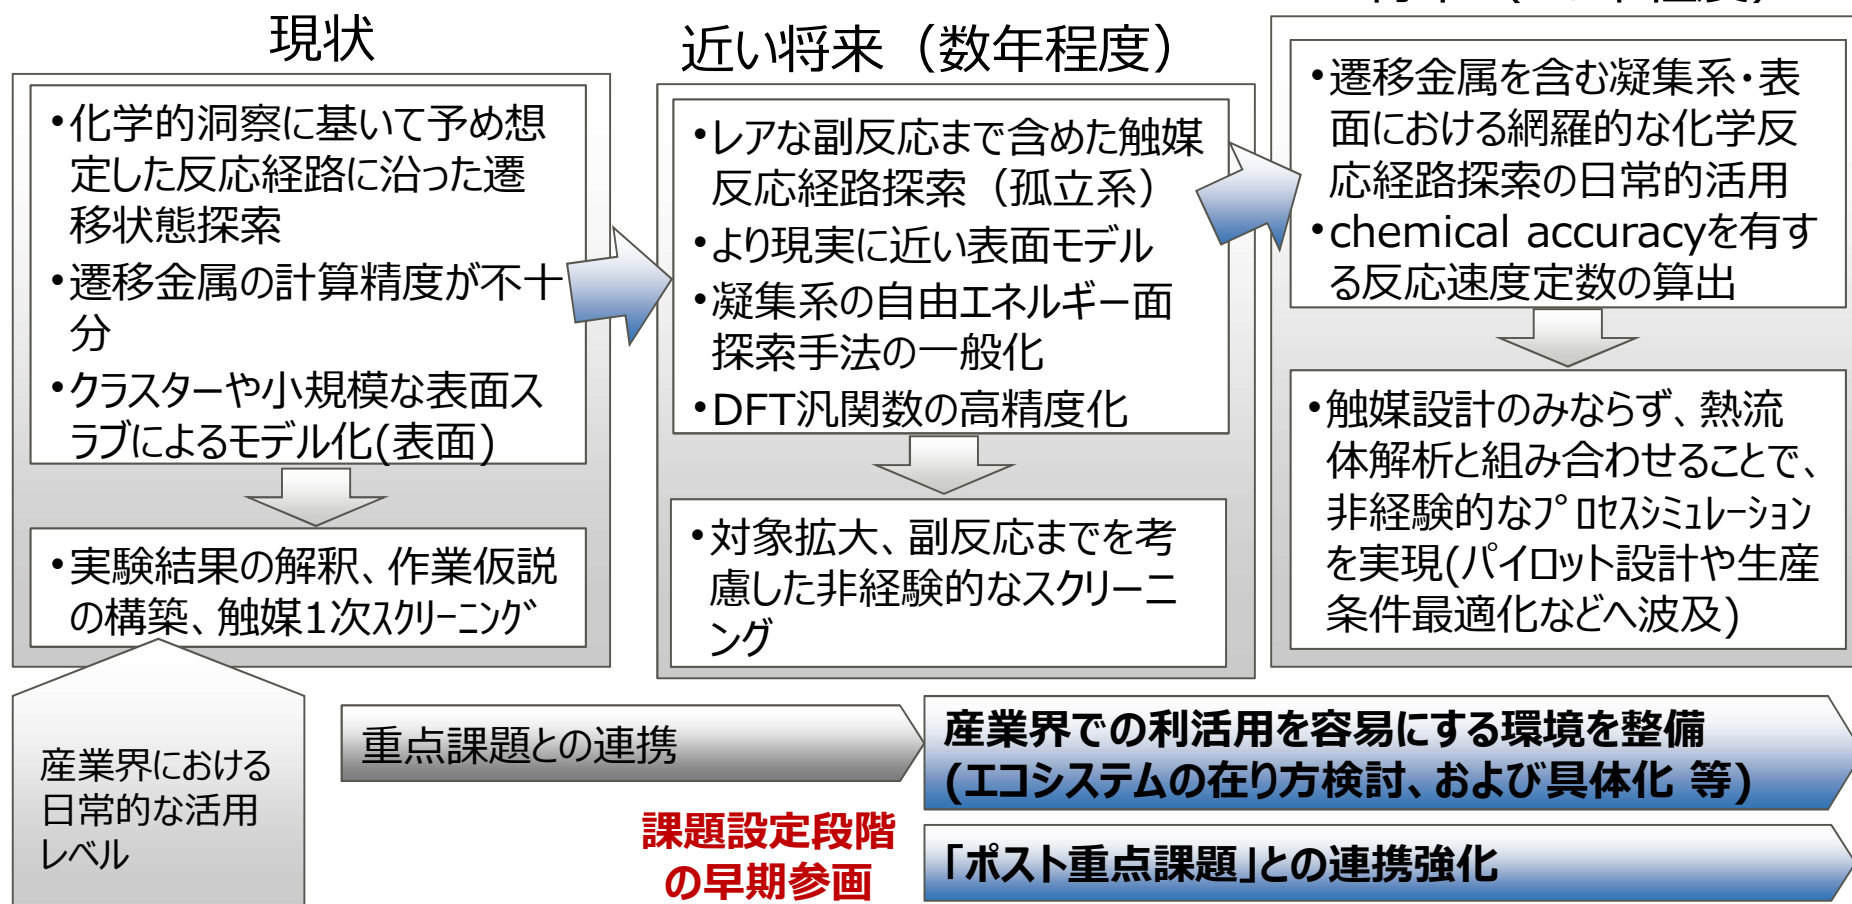 現状
・化学的洞察に基いて予め想
定した反応経路に沿った遷
移状態探索
・遷移金属の計算精度が不十
分
・クラスターや小規模な表面ス
ラブによるモデル化(表面)
・実験結果の解釈、作業仮説
の構築、触媒1次ｽｸﾘｰﾆﾝｸﾞ
産業界における
日常的な活用
レベル
近い将来（数年程度）
・レアな副反応まで含めた触媒
反応経路探索（孤立系）
・より現実に近い表面モデル
・凝集系の自由エネルギー面
探索手法の一般化
・DFT汎関数の高精度化
・対象拡大、副反応までを考
慮した非経験的なスクリーニ
ング
・遷移金属を含む凝集系・表
面における網羅的な化学反
応経路探索の日常的活用
・chemical accuracyを有す
る反応速度定数の算出
・触媒設計のみならず、熱流
体解析と組み合わせることで、
非経験的なﾌﾟﾛｾｽｼﾐｭﾚｰｼｮﾝ
を実現(パイロット設計や生産
条件最適化などへ波及)
重点課題との連携
課題設定段階
の早期参画
産業界での利活用を容易にする環境を整備
(エコシステムの在り方検討、および具体化 等)
「ポスト重点課題」との連携強化